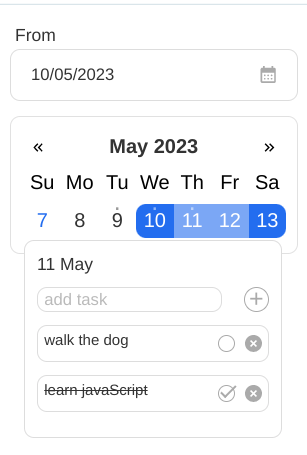 From
10/05/2023
« May 2023 »
Su Mo Tu We Th Fr Sa
7 8 9 10 11 12 13
11 May
add task
walk the dog
learn javaScript